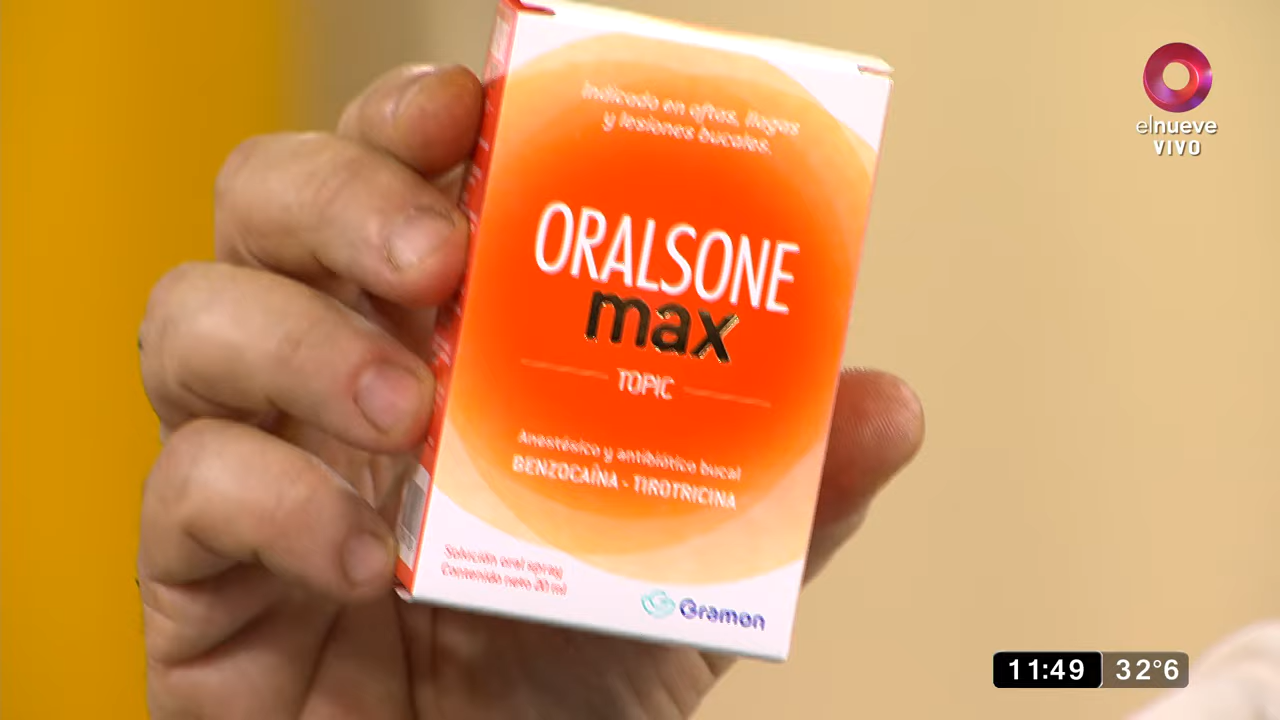 Indicado en aftas, llagas
y lesiones bucales.
ORALSONE
max
TOPIC
Anestésico y antibiótico bucal
BENZOCAÍNA - TIROTRICINA
Solución oral spray
Contenido neto 20 ml
Gramon
elnueve
VIVO
11:49 32°6